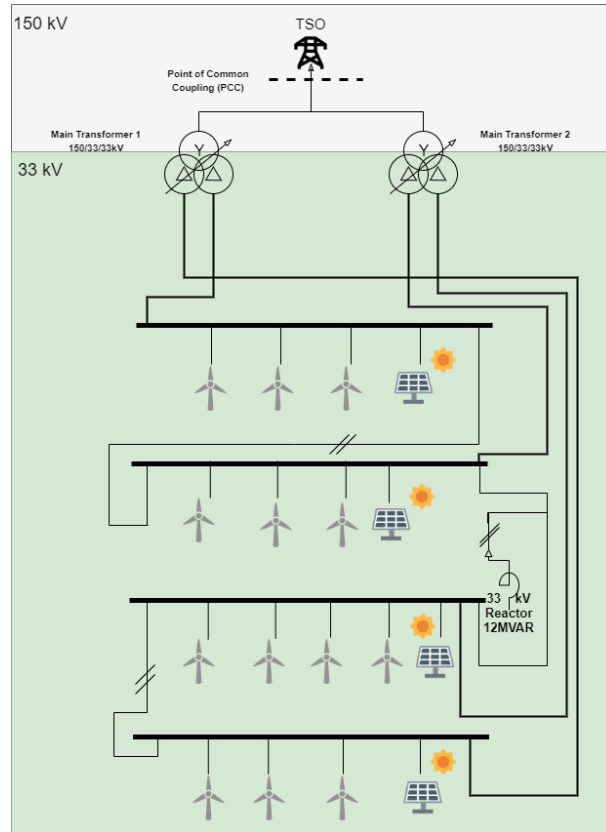 150 kV
TSO
Point of Common
Coupling (PCC)
Main Transformer 1
150/33/33kV
Main Transformer 2
150/33/33kV
Y
Y
33 kV
33 kV
Reactor
12MVAR